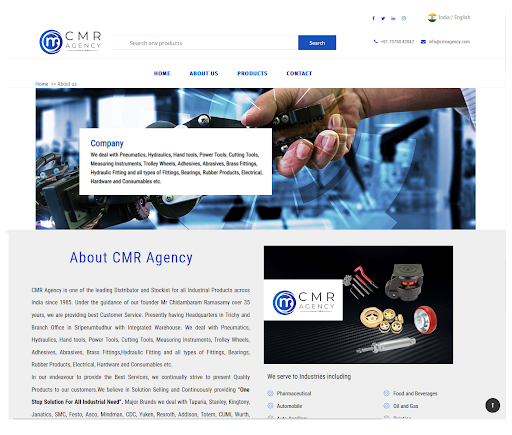 India / English
CMR
AGENCY
Search any products
Search
info@cmragency.com
HOME ABOUT US PRODUCTS CONTACT
Home >> About us
Company
We deal with Pneumatics, Hydraulics, Hand tools, Power Tools, Cutting Tools,
Measuring Instruments, Trolley Wheels, Adhesives, Abrasives, Brass Fittings,
Hydraulic Fitting and all types of Fittings, Bearings, Rubber Products, Electrical,
Hardware and Consumables etc.
About CMR Agency
CMR Agency is one of the leading Distributor and Stockist for all Industrial Products across
India since 1985. Under the guidance of our founder Mr Chidambaram Ramasamy over 35
years, we are providing best Customer Service. Presently having Headquarters in Trichy and
Branch Office in Sriperumbudhur with Integrated Warehouse. We deal with Pneumatics,
Hydraulics, Hand tools, Power Tools, Cutting Tools, Measuring Instruments, Trolley Wheels,
Adhesives, Abrasives, Brass Fittings,Hydraulic Fitting and all types of Fittings, Bearings,
Rubber Products, Electrical, Hardware and Consumables etc.
In our endeavour to provide the Best Services, we continually strive to present Quality
Products to our customers.We believe in Solution Selling and Continously providing "One
Stop Solution For All Industrial Need". Major Brands we deal with Taparia, Stanley, Kingtony,
Janatics, SMC, Festo, Asco, Mindman, CDC, Yuken, Rexroth, Addison, Totem, CUMI, Wurth,
CMR
AGENCY
We serve to Industries including
Pharmaceutical
Food and Beverages
Automobile
Oil and Gas